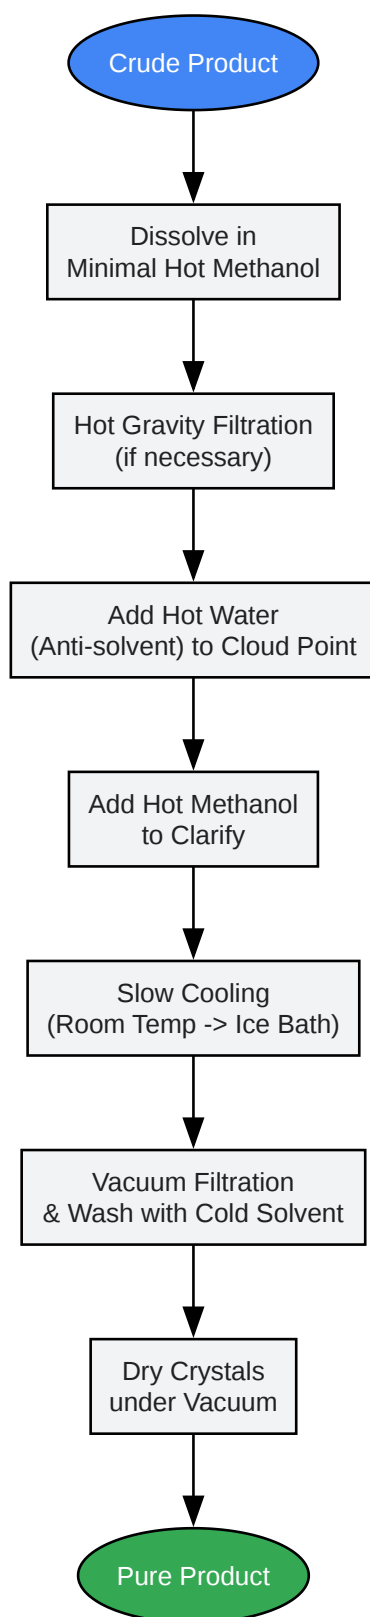 Crude Product
Dissolve in
Minimal Hot Methanol
Hot Gravity Filtration
(if necessary)
Add Hot Water
(Anti-solvent) to Cloud Point
Add Hot Methanol
to Clarify
Slow Cooling
(Room Temp -> Ice Bath)
Vacuum Filtration
& Wash with Cold Solvent
Dry Crystals
under Vacuum
Pure Product